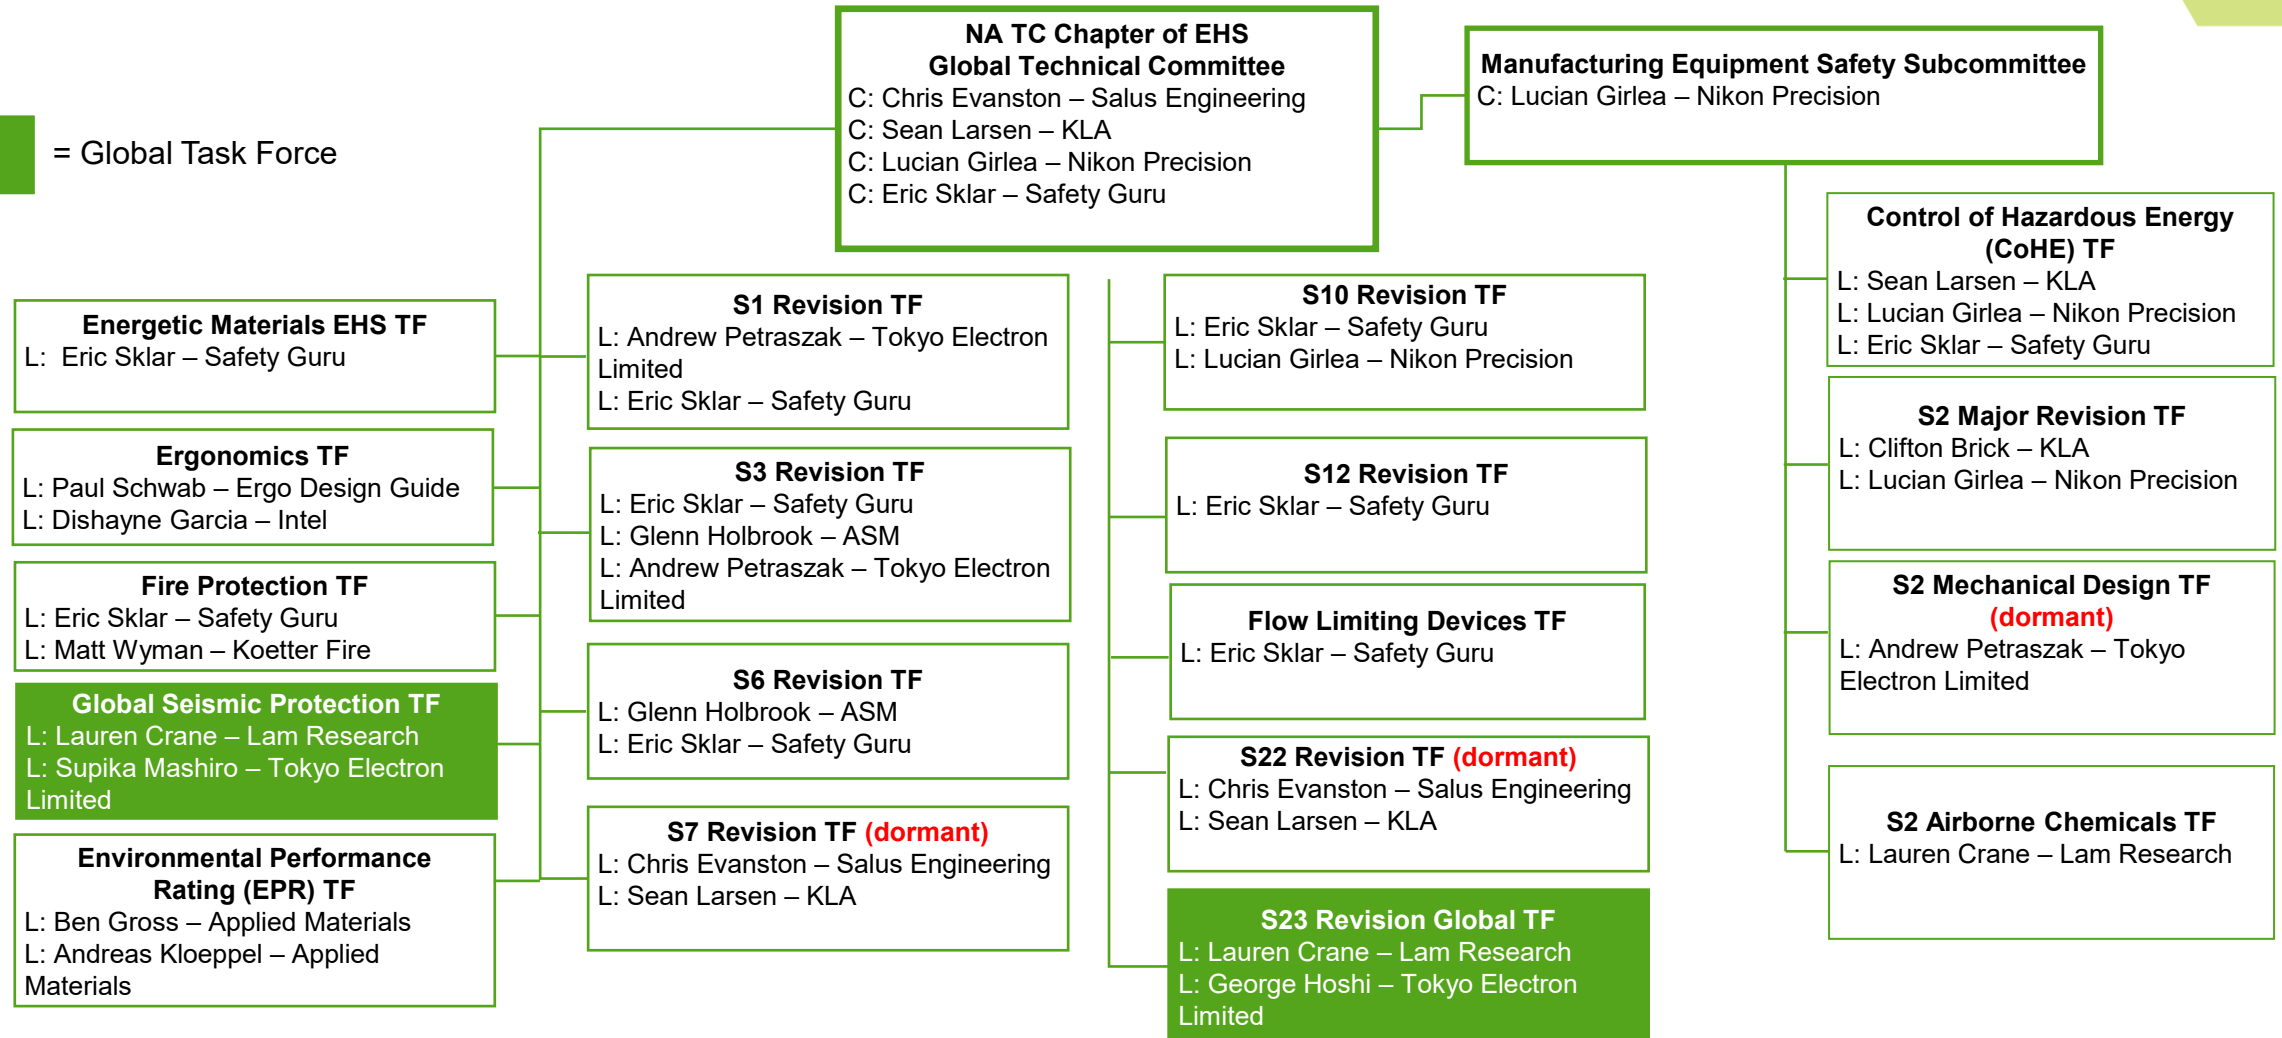 NA TC Chapter of EHS
Global Technical Committee
C: Chris Evanston – Salus Engineering
C: Sean Larsen – KLA
C: Lucian Girlea – Nikon Precision
C: Eric Sklar – Safety Guru
Manufacturing Equipment Safety Subcommittee
C: Lucian Girlea – Nikon Precision
= Global Task Force
Energetic Materials EHS TF
L: Eric Sklar – Safety Guru
Ergonomics TF
L: Paul Schwab – Ergo Design Guide
L: Dishayne Garcia – Intel
Fire Protection TF
L: Eric Sklar – Safety Guru
L: Matt Wyman – Koetter Fire
Global Seismic Protection TF
L: Lauren Crane – Lam Research
L: Supika Mashiro – Tokyo Electron
Limited
Environmental Performance
Rating (EPR) TF
L: Ben Gross – Applied Materials
L: Andreas Kloeppel – Applied
Materials
S1 Revision TF
L: Andrew Petraszak – Tokyo Electron
Limited
L: Eric Sklar – Safety Guru
S3 Revision TF
L: Eric Sklar – Safety Guru
L: Glenn Holbrook – ASM
L: Andrew Petraszak – Tokyo Electron
Limited
S6 Revision TF
L: Glenn Holbrook – ASM
L: Eric Sklar – Safety Guru
S7 Revision TF (dormant)
L: Chris Evanston – Salus Engineering
L: Sean Larsen – KLA
S10 Revision TF
L: Eric Sklar – Safety Guru
L: Lucian Girlea – Nikon Precision
S12 Revision TF
L: Eric Sklar – Safety Guru
Flow Limiting Devices TF
L: Eric Sklar – Safety Guru
S22 Revision TF (dormant)
L: Chris Evanston – Salus Engineering
L: Sean Larsen – KLA
S23 Revision Global TF
L: Lauren Crane – Lam Research
L: George Hoshi – Tokyo Electron
Limited
Control of Hazardous Energy
(CoHE) TF
L: Sean Larsen – KLA
L: Lucian Girlea – Nikon Precision
L: Eric Sklar – Safety Guru
S2 Major Revision TF
L: Clifton Brick – KLA
L: Lucian Girlea – Nikon Precision
S2 Mechanical Design TF
(dormant)
L: Andrew Petraszak – Tokyo
Electron Limited
S2 Airborne Chemicals TF
L: Lauren Crane – Lam Research